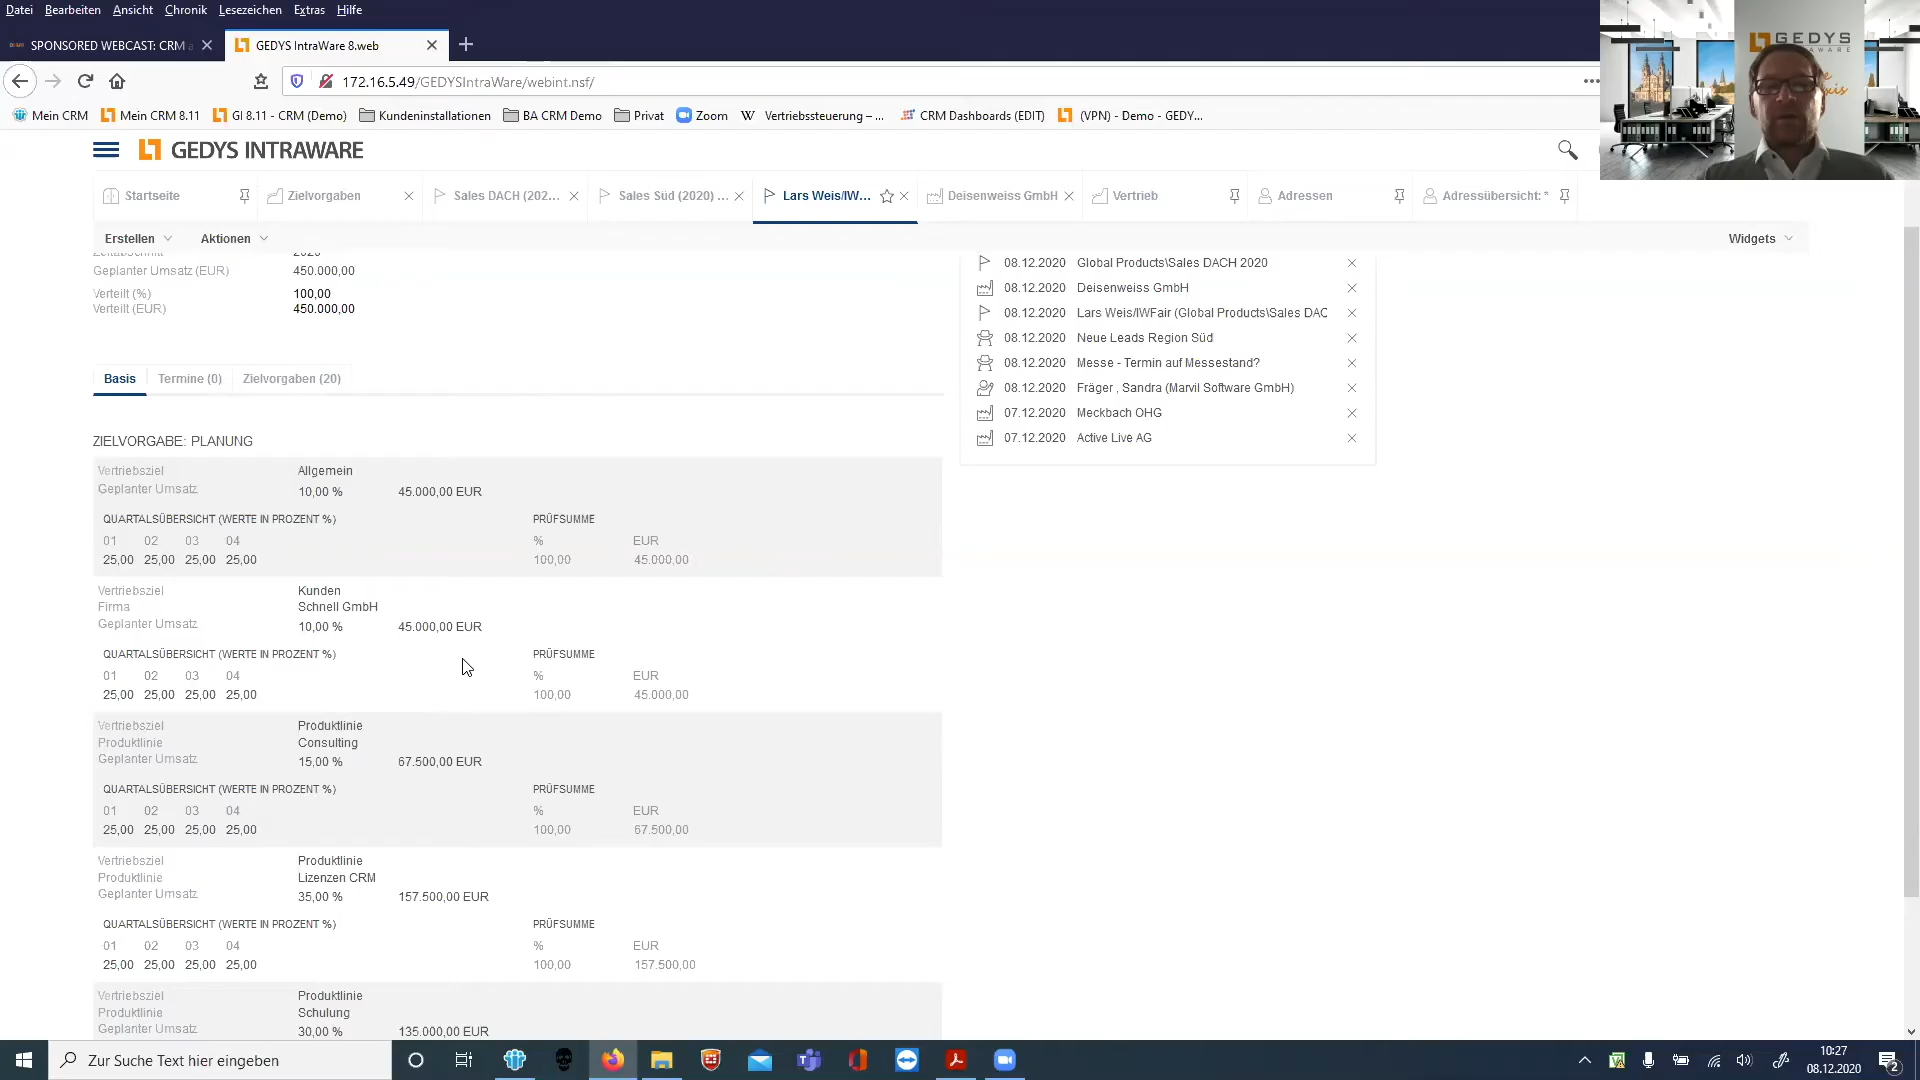 Datei Bearbeiten Ansicht Chronik Lesezeichen Extras Hilfe
SPONSORED WEBCAST: CRM
GEDYS IntraWare 8.web
172.16.5.49/GEDYSIntraWare/webint.nsf/
Mein CRM Mein CRM 8.11 GI 8.11 - CRM (Demo) Kundeninstallationen BA CRM Demo Privat Zoom W Vertriebssteuerung – ... CRM Dashboards (EDIT) (VPN) - Demo - GEDY...
GEDYS
INTRAWARE
GEDYS INTRAWARE
Startseite Zielvorgaben Sales DACH (202... Sales Süd (2020) ... Lars Weis/IW... Deisenweiss GmbH Vertrieb Adressen Adressübersicht: *
Erstellen Aktionen Widgets
Zeitabschnitt 2020
Geplanter Umsatz (EUR) 450.000,00
Verteilt (%) 100,00
Verteilt (EUR) 450.000,00
08.12.2020 Global Products\Sales DACH 2020
08.12.2020 Deisenweiss GmbH
08.12.2020 Lars Weis/IWFair (Global Products\Sales DAC
08.12.2020 Neue Leads Region Süd
08.12.2020 Messe - Termin auf Messestand?
08.12.2020 Fräger , Sandra (Marvil Software GmbH)
07.12.2020 Meckbach OHG
07.12.2020 Active Live AG
Basis Termine (0) Zielvorgaben (20)
ZIELVORGABE: PLANUNG
Vertriebsziel Allgemein
Geplanter Umsatz 10,00 % 45.000,00 EUR
QUARTALSÜBERSICHT (WERTE IN PROZENT %) PRÜFSUMME
01 02 03 04 % EUR
25,00 25,00 25,00 25,00 100,00 45.000,00
Vertriebsziel Kunden
Firma Schnell GmbH
Geplanter Umsatz 10,00 % 45.000,00 EUR
QUARTALSÜBERSICHT (WERTE IN PROZENT %) PRÜFSUMME
01 02 03 04 % EUR
25,00 25,00 25,00 25,00 100,00 45.000,00
Vertriebsziel Produktlinie
Produktlinie Consulting
Geplanter Umsatz 15,00 % 67.500,00 EUR
QUARTALSÜBERSICHT (WERTE IN PROZENT %) PRÜFSUMME
01 02 03 04 % EUR
25,00 25,00 25,00 25,00 100,00 67.500,00
Vertriebsziel Produktlinie
Produktlinie Lizenzen CRM
Geplanter Umsatz 35,00 % 157.500,00 EUR
QUARTALSÜBERSICHT (WERTE IN PROZENT %) PRÜFSUMME
01 02 03 04 % EUR
25,00 25,00 25,00 25,00 100,00 157.500,00
Vertriebsziel Produktlinie
Produktlinie Schulung
Geplanter Umsatz 30,00 % 135.000,00 EUR
Zur Suche Text hier eingeben
10:27
08.12.2020
2